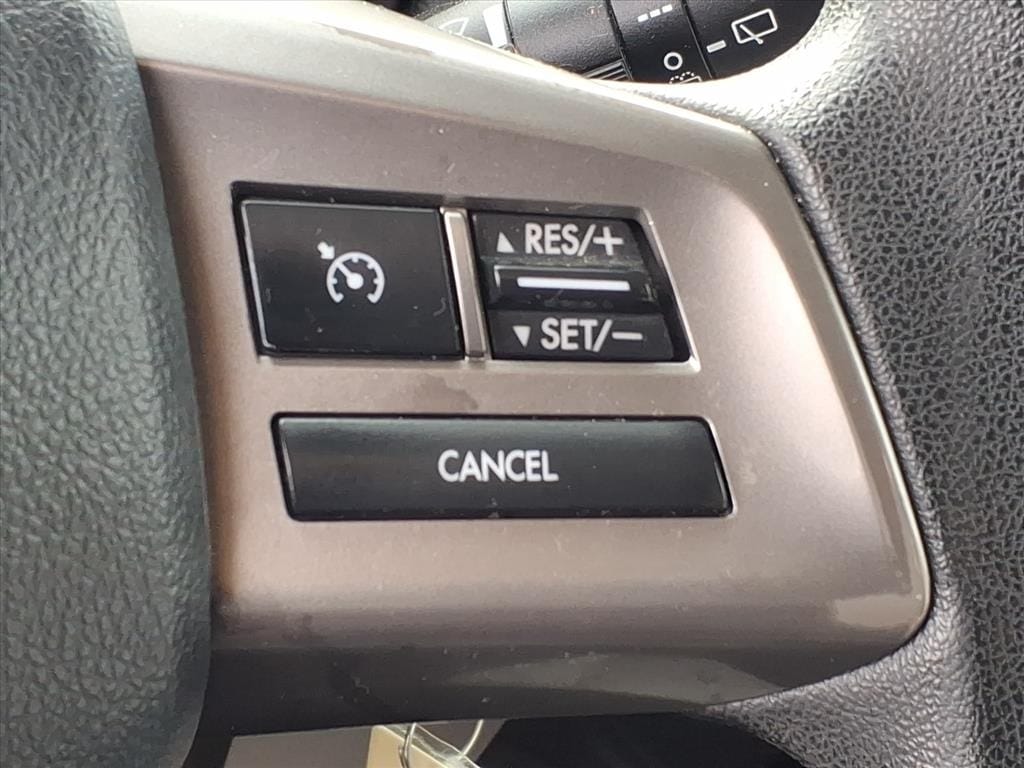 ▲ RES/+
▼ SET/−
CANCEL